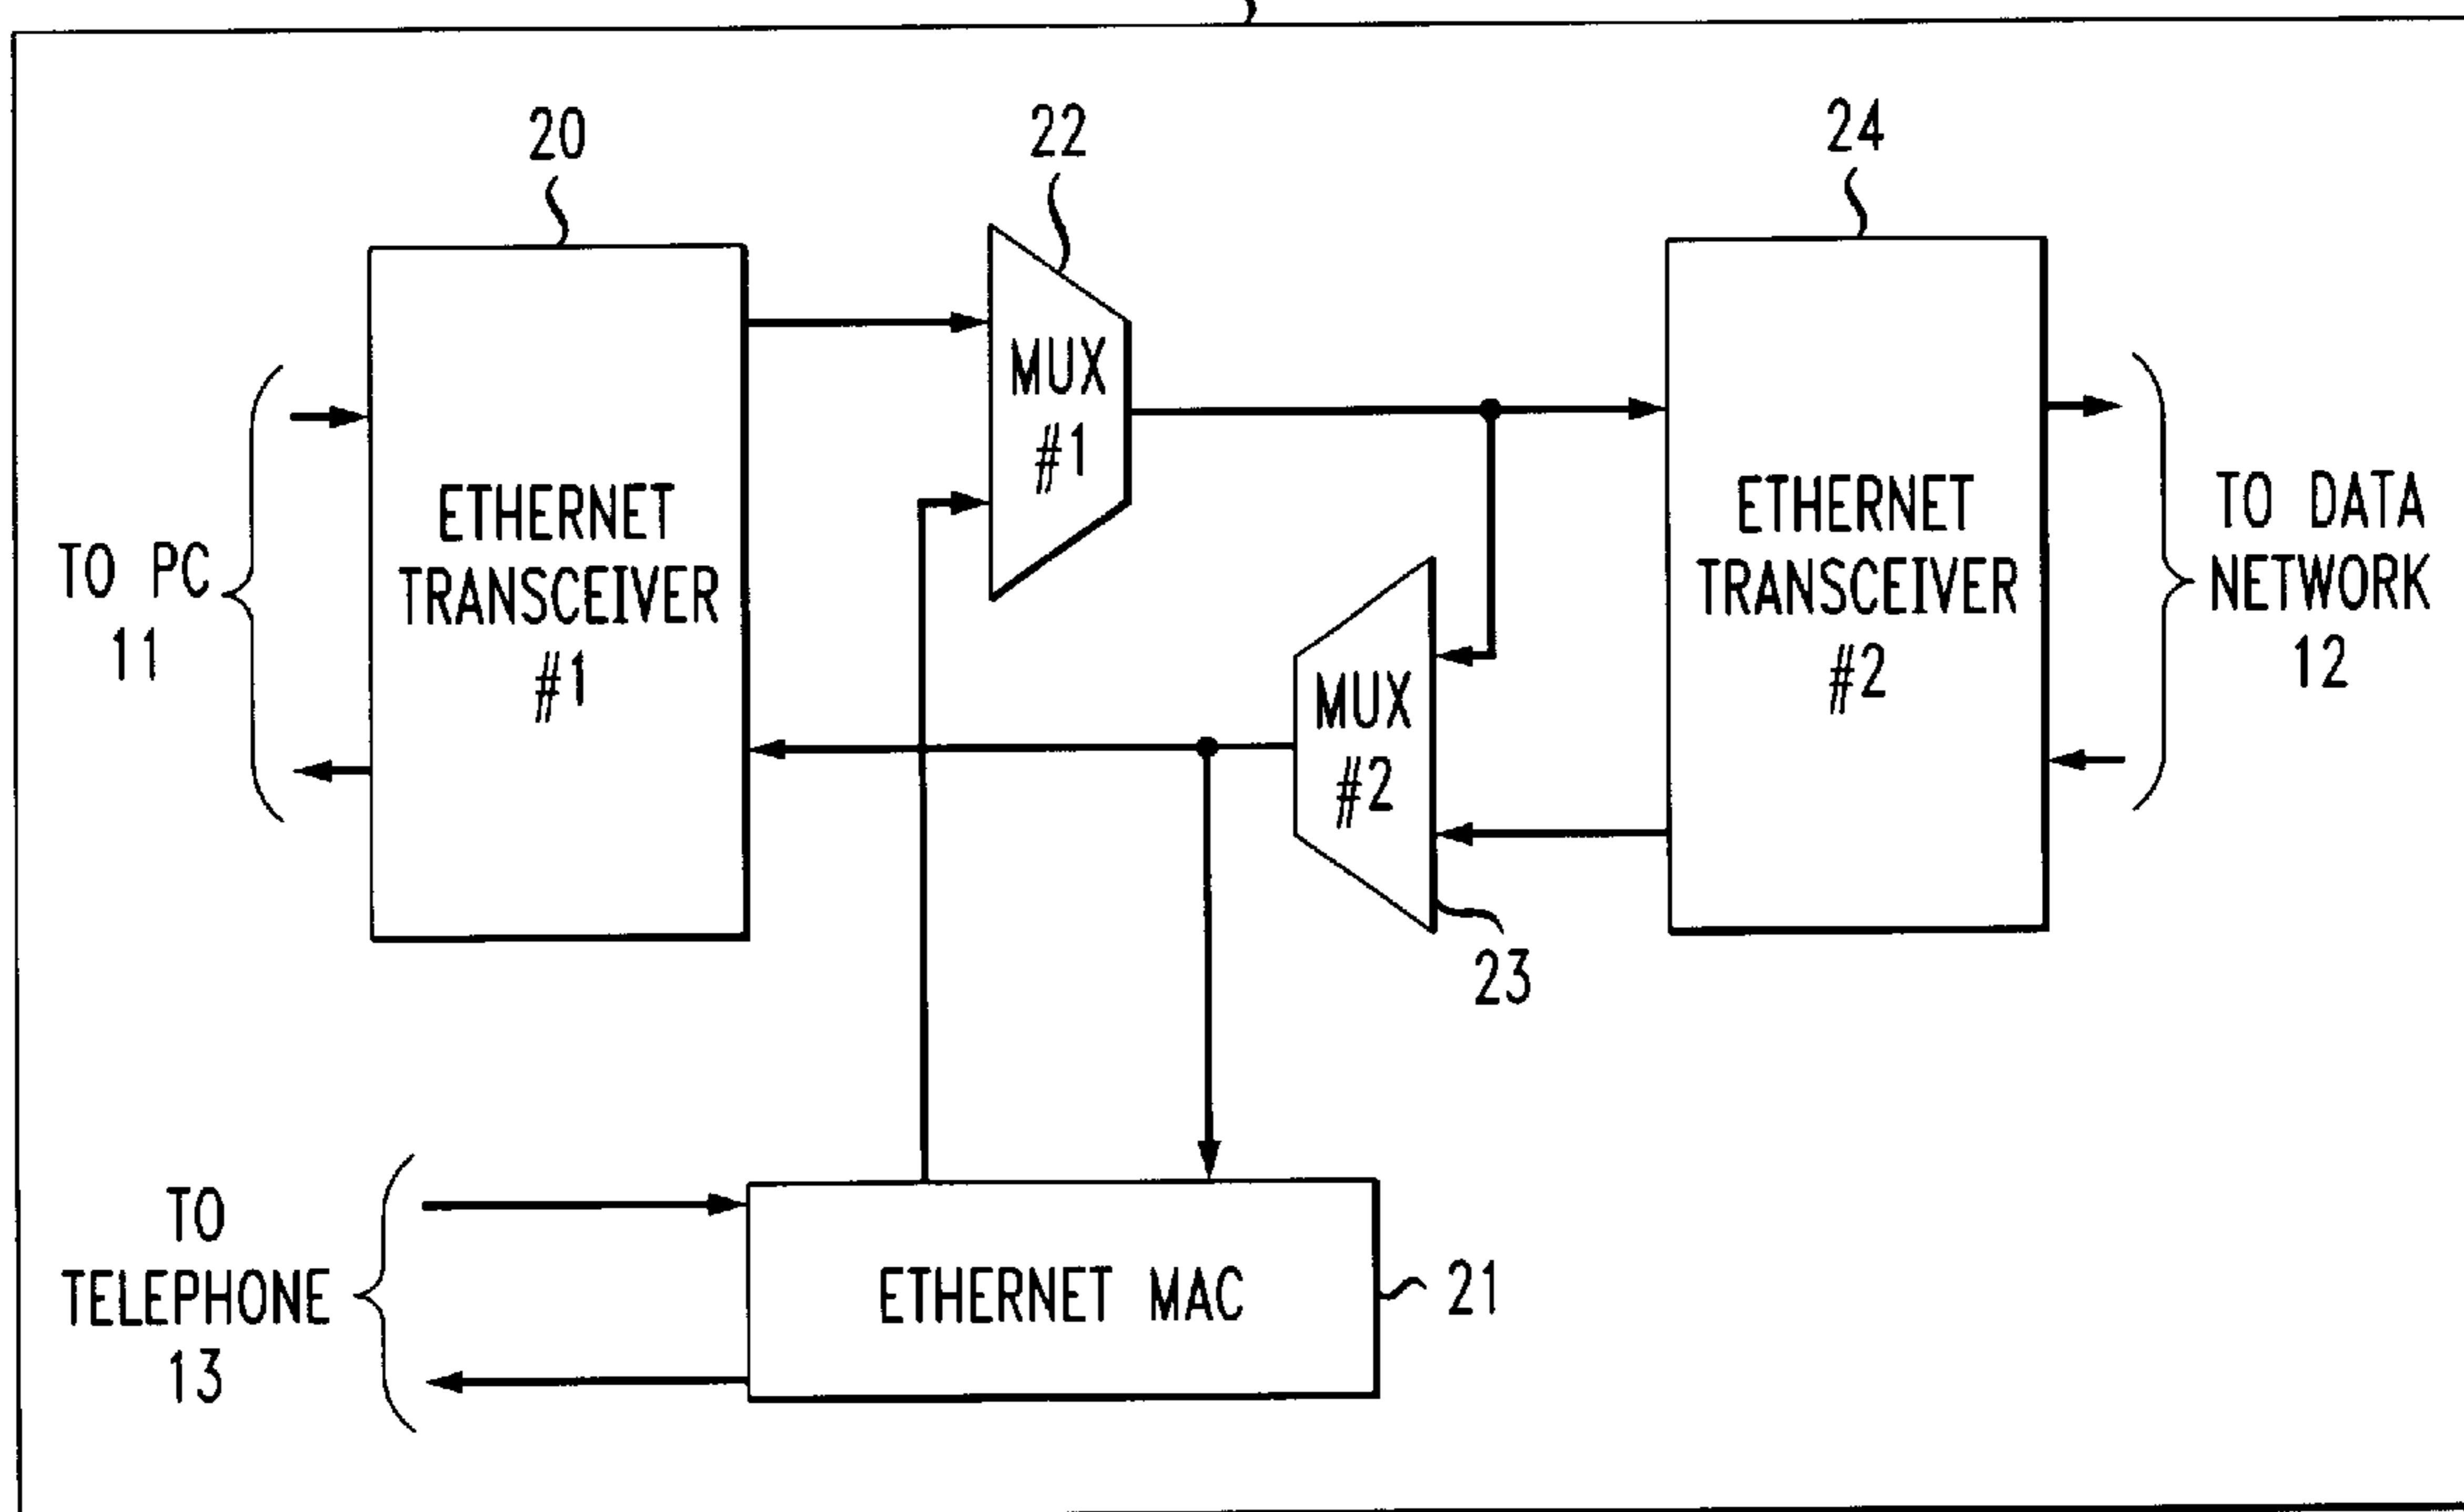 20
22
24
MUX
#1
ETHERNET
TRANSCEIVER
#1
TO PC
11
ETHERNET
TRANSCEIVER
#2
TO DATA
NETWORK
12
MUX
#2
23
TO
TELEPHONE
13
ETHERNET MAC
21